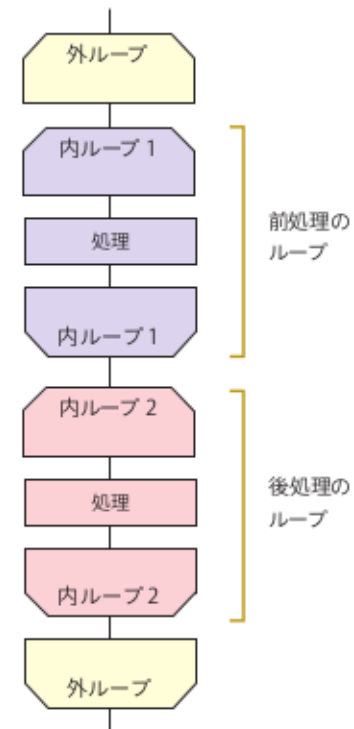 外ループ
内ループ 1
処理
内ループ 1
前処理の
ループ
内ループ 2
処理
内ループ 2
後処理の
ループ
外ループ